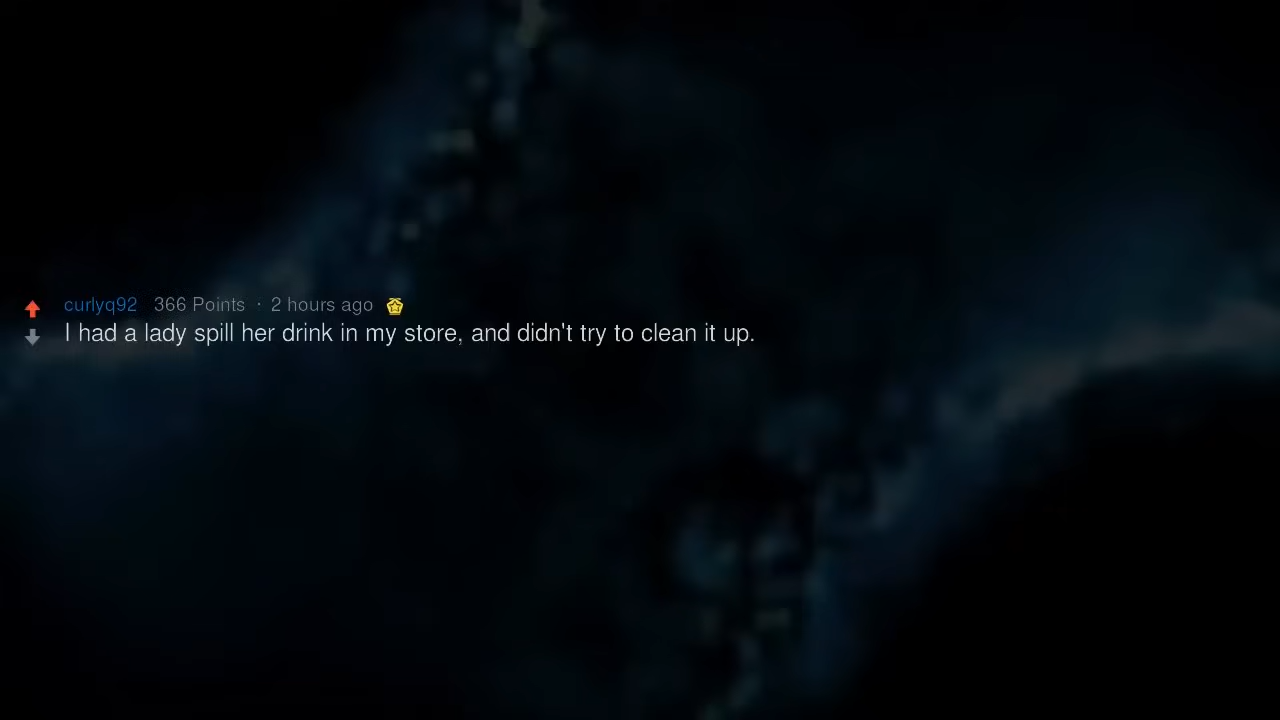 curlyq92 366 Points · 2 hours ago
I had a lady spill her drink in my store, and didn't try to clean it up.